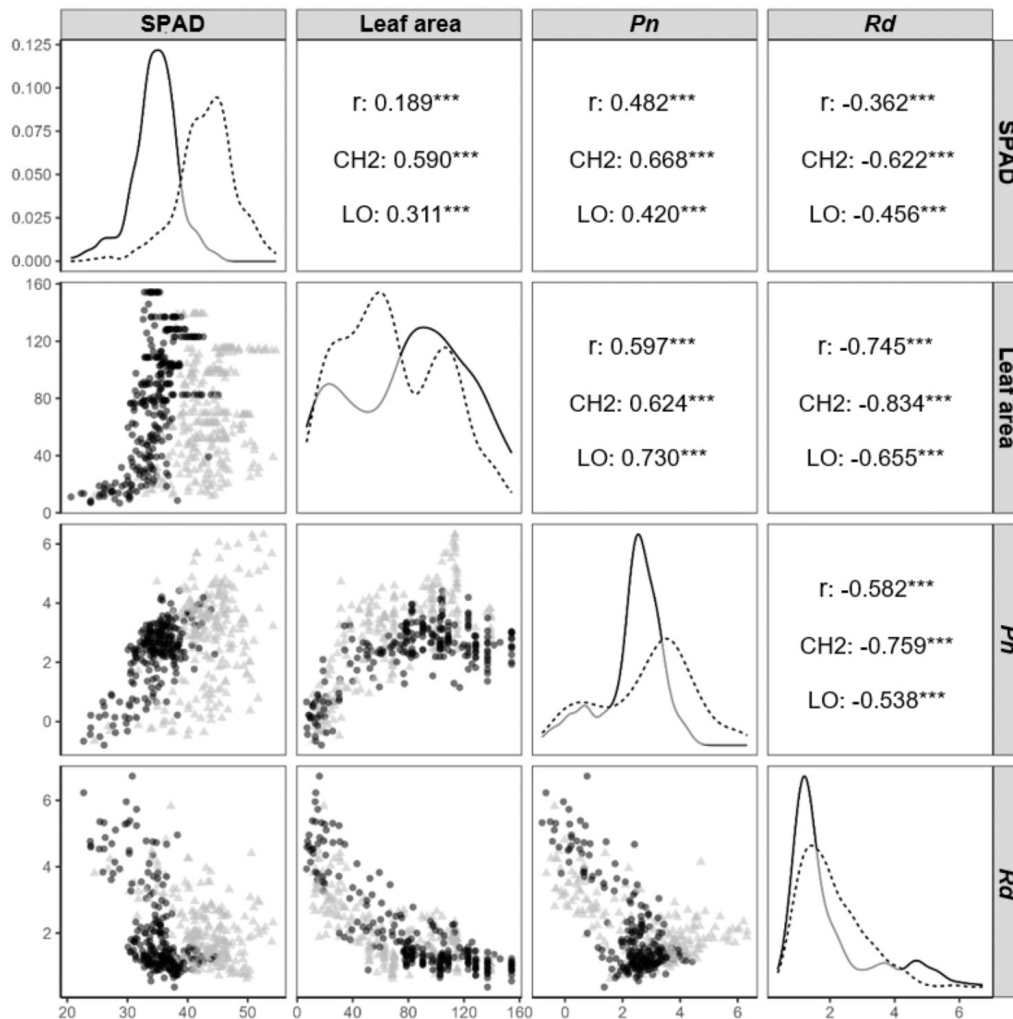 SPAD Leaf area Pn Rd
0.125
0.100
0.075
0.050
0.025
0.000
r: 0.189***
CH2: 0.590***
LO: 0.311***
r: 0.482***
CH2: 0.668***
LO: 0.420***
r: -0.362***
CH2: -0.622***
LO: -0.456***
SPAD
160
120
80
40
0
r: 0.597***
CH2: 0.624***
LO: 0.730***
r: -0.745***
CH2: -0.834***
LO: -0.655***
Leaf area
6
4
2
0
r: -0.582***
CH2: -0.759***
LO: -0.538***
Pn
6
4
2
Rd
20 30 40 50 0 40 80 120 160 0 2 4 6 2 4 6